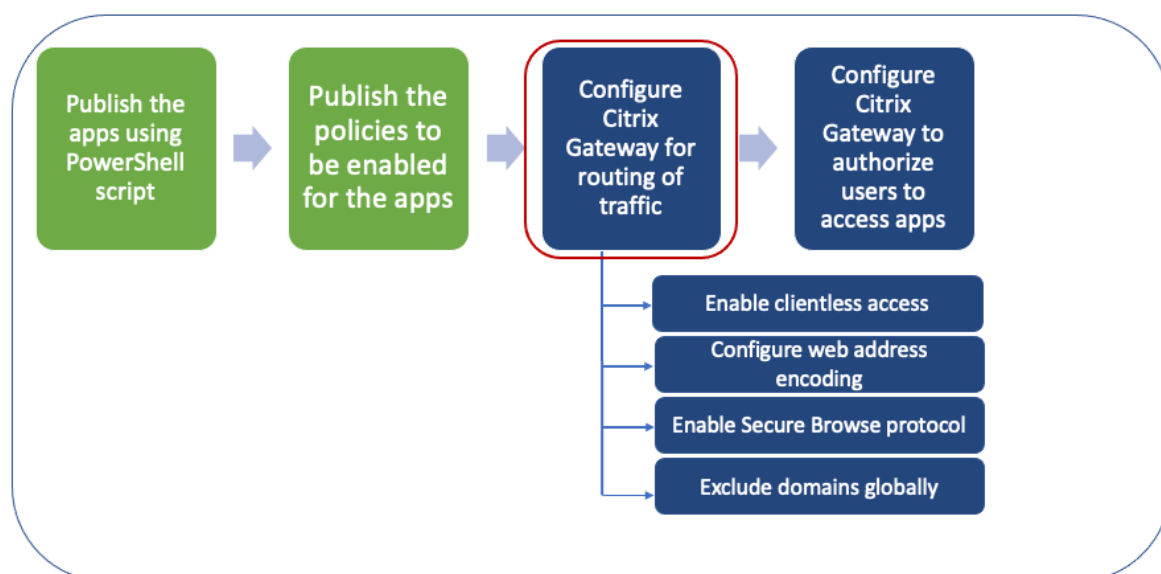 Publish the
apps using
PowerShell
script
Publish the
policies to
be enabled
for the apps
Configure
Citrix
Gateway for
routing of
traffic
Configure
Citrix
Gateway to
authorize
users to
access apps
Enable clientless access
Configure web address
encoding
Enable Secure Browse protocol
Exclude domains globally